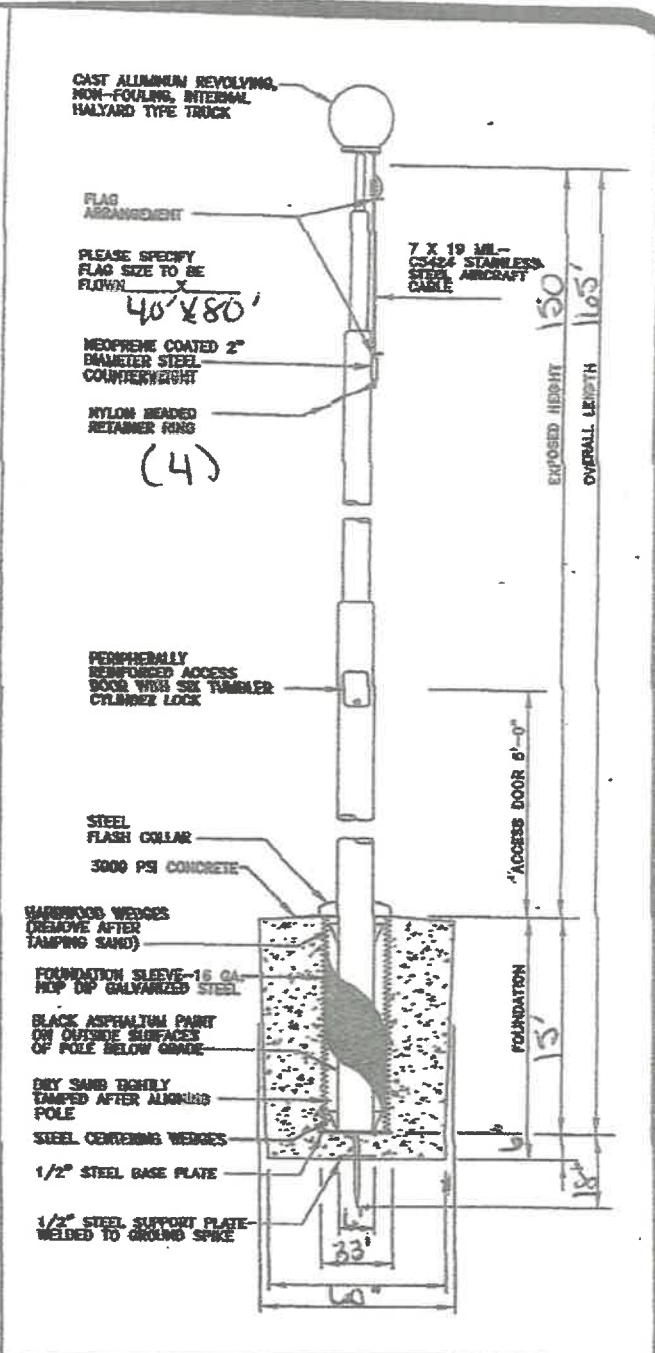 CAST ALUMINUM REVOLVING,
NON-FOULING, INTERNAL
HALYARD TYPE TRUCK
FLAG
ARRANGEMENT
PLEASE SPECIFY
FLAG SIZE TO BE
FLOWN x
40' x 80'
7 X 19 MIL-
C5424 STAINLESS
STEEL AIRCRAFT
CABLE
NEOPRENE COATED 2"
DIAMETER STEEL
COUNTERWEIGHT
NYLON BEADED
RETAINER RING
(4)
EXPOSED HEIGHT
150'
OVERALL LENGTH
165'
PERIPHERALLY
REINFORCED ACCESS
DOOR WITH SIX TUMBLER
CYLINDER LOCK
ACCESS DOOR 6'-0"
STEEL
FLASH COLLAR
3000 PSI CONCRETE
HARDWOOD WEDGES
(REMOVE AFTER
TAMPING SAND)
FOUNDATION SLEEVE-16 GA.
HOP DIP GALVANIZED STEEL
BLACK ASPHALTUM PAINT
ON OUTSIDE SURFACES
OF POLE BELOW GRADE
DRY SAND TIGHTLY
TAMPED AFTER ALIGNING
POLE
STEEL CENTERING WEDGES
1/2" STEEL BASE PLATE
1/2" STEEL SUPPORT PLATE
WELDED TO GROUND SPIKE
FOUNDATION
15'
6"
18"
33"
60"